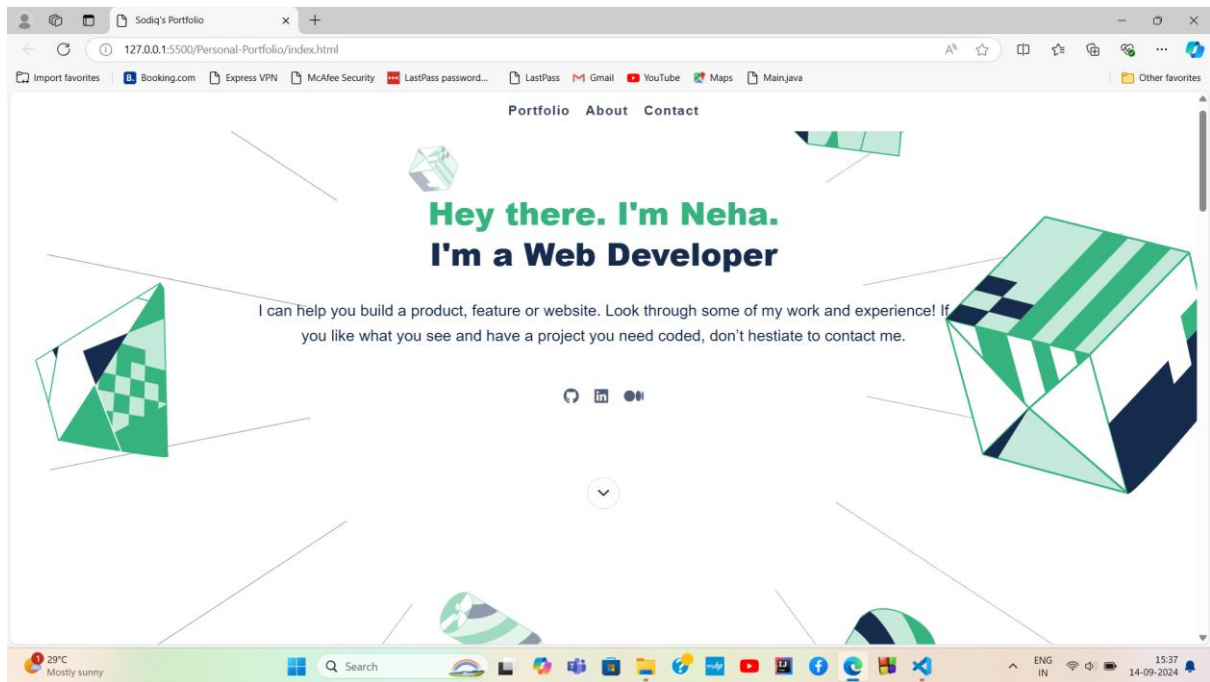 Sodiq's Portfolio
127.0.0.1:5500/Personal-Portfolio/index.html
Import favorites B. Booking.com Express VPN McAfee Security LastPass password... LastPass Gmail YouTube Maps Main.java Other favorites
Portfolio About Contact
Hey there. I'm Neha.
I'm a Web Developer
I can help you build a product, feature or website. Look through some of my work and experience! If
you like what you see and have a project you need coded, don’t hestiate to contact me.
1 29°C
Mostly sunny
Search
ENG
IN
15:37
14-09-2024